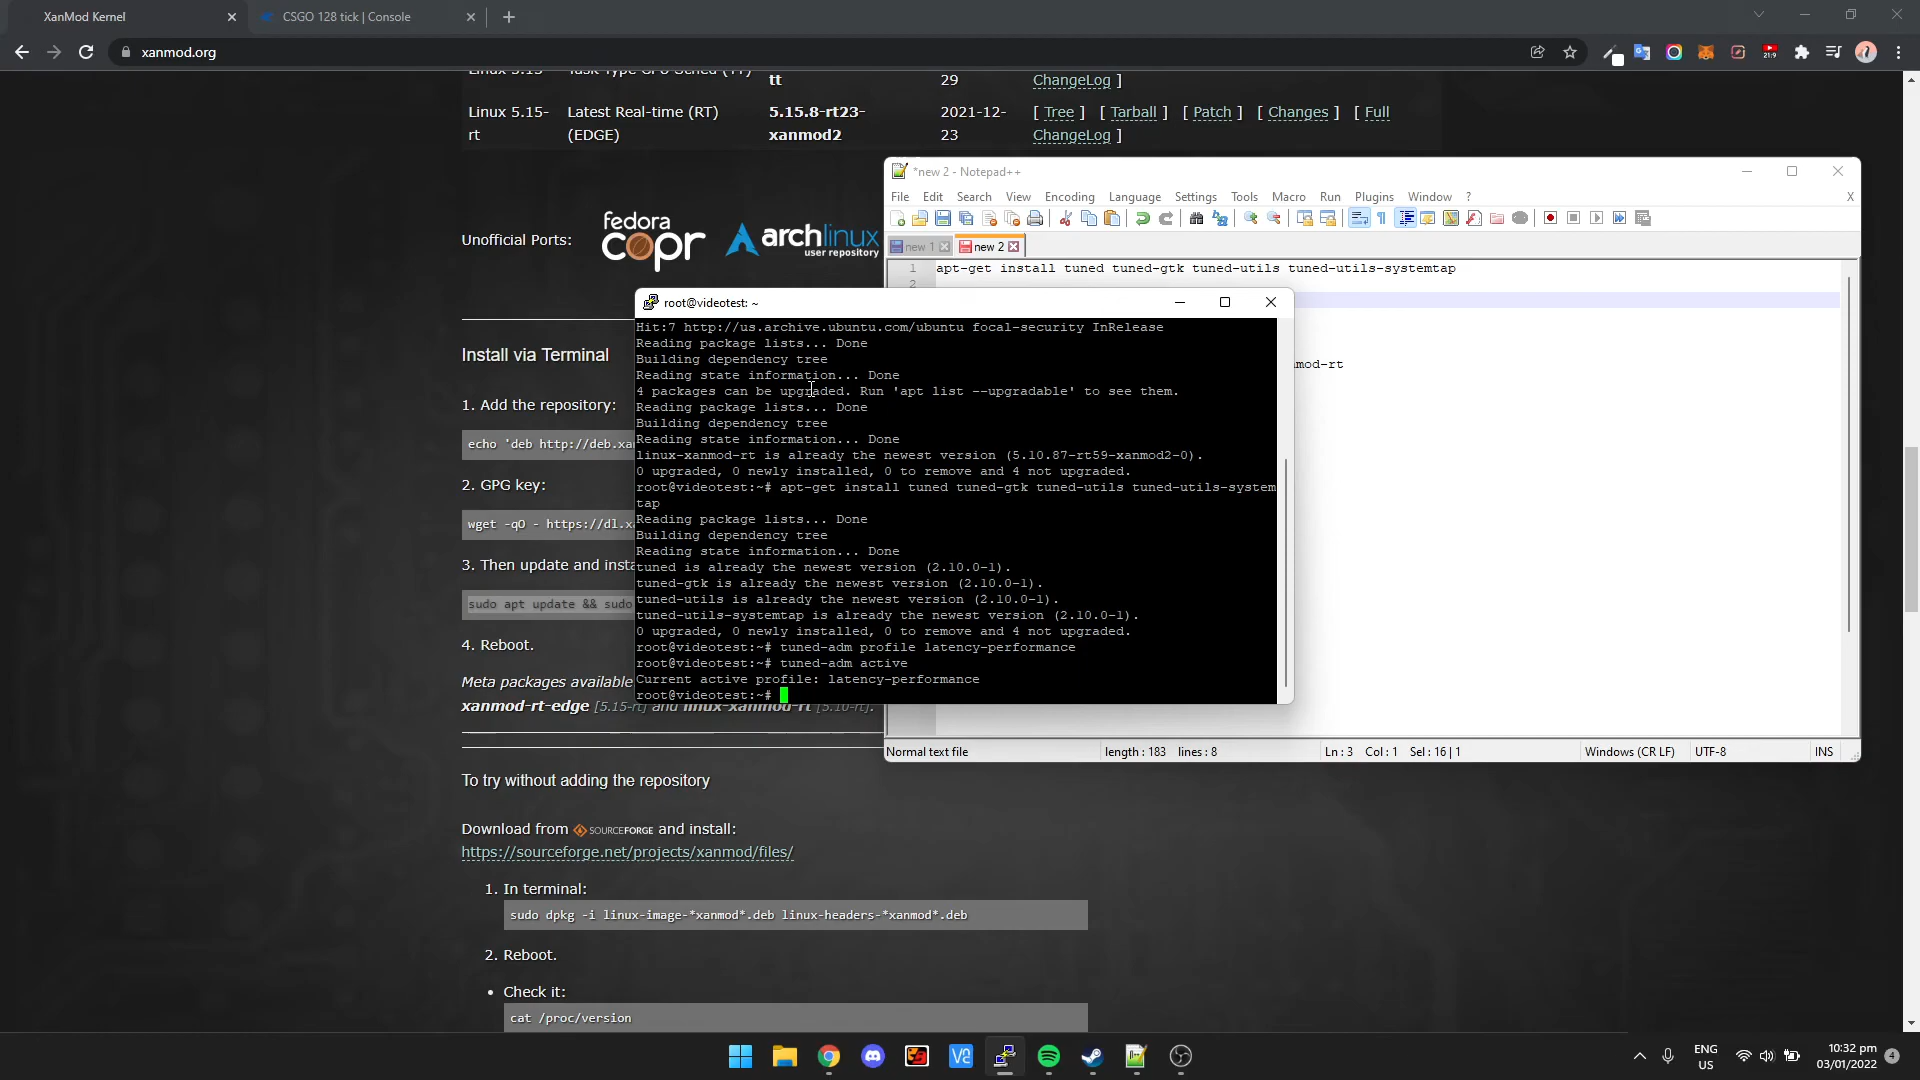 XanMod Kernel
CSGO 128 tick | Console
xanmod.org
tt
29
ChangeLog ]
Linux 5.15-
rt
Latest Real-time (RT)
(EDGE)
5.15.8-rt23-
xanmod2
2021-12-
23
[ Tree ] [ Tarball ] [ Patch ] [ Changes ] [ Full
ChangeLog ]
Unofficial Ports:
fedora
copr
archlinux
user repository
Install via Terminal
1. Add the repository:
echo 'deb http://deb.xa
2. GPG key:
wget -qO - https://dl.x
3. Then update and insta
sudo apt update && sudo
4. Reboot.
Meta packages available
xanmod-rt-edge [5.15-rt] and linux-xanmod-rt [5.10-rt].
To try without adding the repository
Download from SOURCEFORGE and install:
https://sourceforge.net/projects/xanmod/files/
1. In terminal:
sudo dpkg -i linux-image-*xanmod*.deb linux-headers-*xanmod*.deb
2. Reboot.
• Check it:
cat /proc/version
*new 2 - Notepad++
File Edit Search View Encoding Language Settings Tools Macro Run Plugins Window ?
X
new 1
new 2
1 apt-get install tuned tuned-gtk tuned-utils tuned-utils-systemtap
2
nmod-rt
Normal text file
length : 183 lines : 8
Ln : 3 Col : 1 Sel : 16 | 1
Windows (CR LF)
UTF-8
INS
root@videotest: ~
Hit:7 http://us.archive.ubuntu.com/ubuntu focal-security InRelease
Reading package lists... Done
Building dependency tree
Reading state information... Done
4 packages can be upgraded. Run 'apt list --upgradable' to see them.
Reading package lists... Done
Building dependency tree
Reading state information... Done
linux-xanmod-rt is already the newest version (5.10.87-rt59-xanmod2-0).
0 upgraded, 0 newly installed, 0 to remove and 4 not upgraded.
root@videotest:~# apt-get install tuned tuned-gtk tuned-utils tuned-utils-system
tap
Reading package lists... Done
Building dependency tree
Reading state information... Done
tuned is already the newest version (2.10.0-1).
tuned-gtk is already the newest version (2.10.0-1).
tuned-utils is already the newest version (2.10.0-1).
tuned-utils-systemtap is already the newest version (2.10.0-1).
0 upgraded, 0 newly installed, 0 to remove and 4 not upgraded.
root@videotest:~# tuned-adm profile latency-performance
root@videotest:~# tuned-adm active
Current active profile: latency-performance
root@videotest:~#
ENG
US
10:32 pm
03/01/2022
4